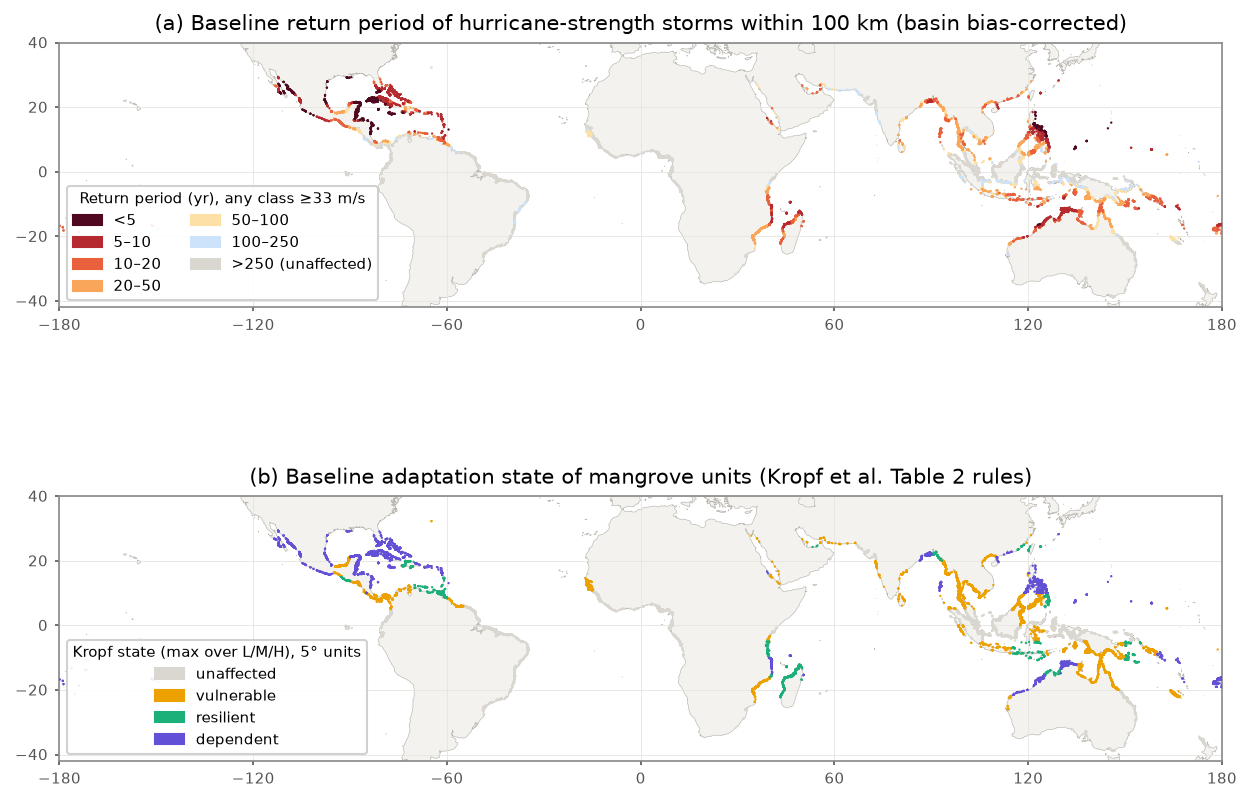 (a) Baseline return period of hurricane-strength storms within 100 km (basin bias-corrected)
40
20
0
−20
−40
Return period (yr), any class ≥33 m/s
<5
5–10
10–20
20–50
50–100
100–250
>250 (unaffected)
−180 −120 −60 0 60 120 180
(b) Baseline adaptation state of mangrove units (Kropf et al. Table 2 rules)
40
20
0
−20
−40
Kropf state (max over L/M/H), 5° units
unaffected
vulnerable
resilient
dependent
−180 −120 −60 0 60 120 180